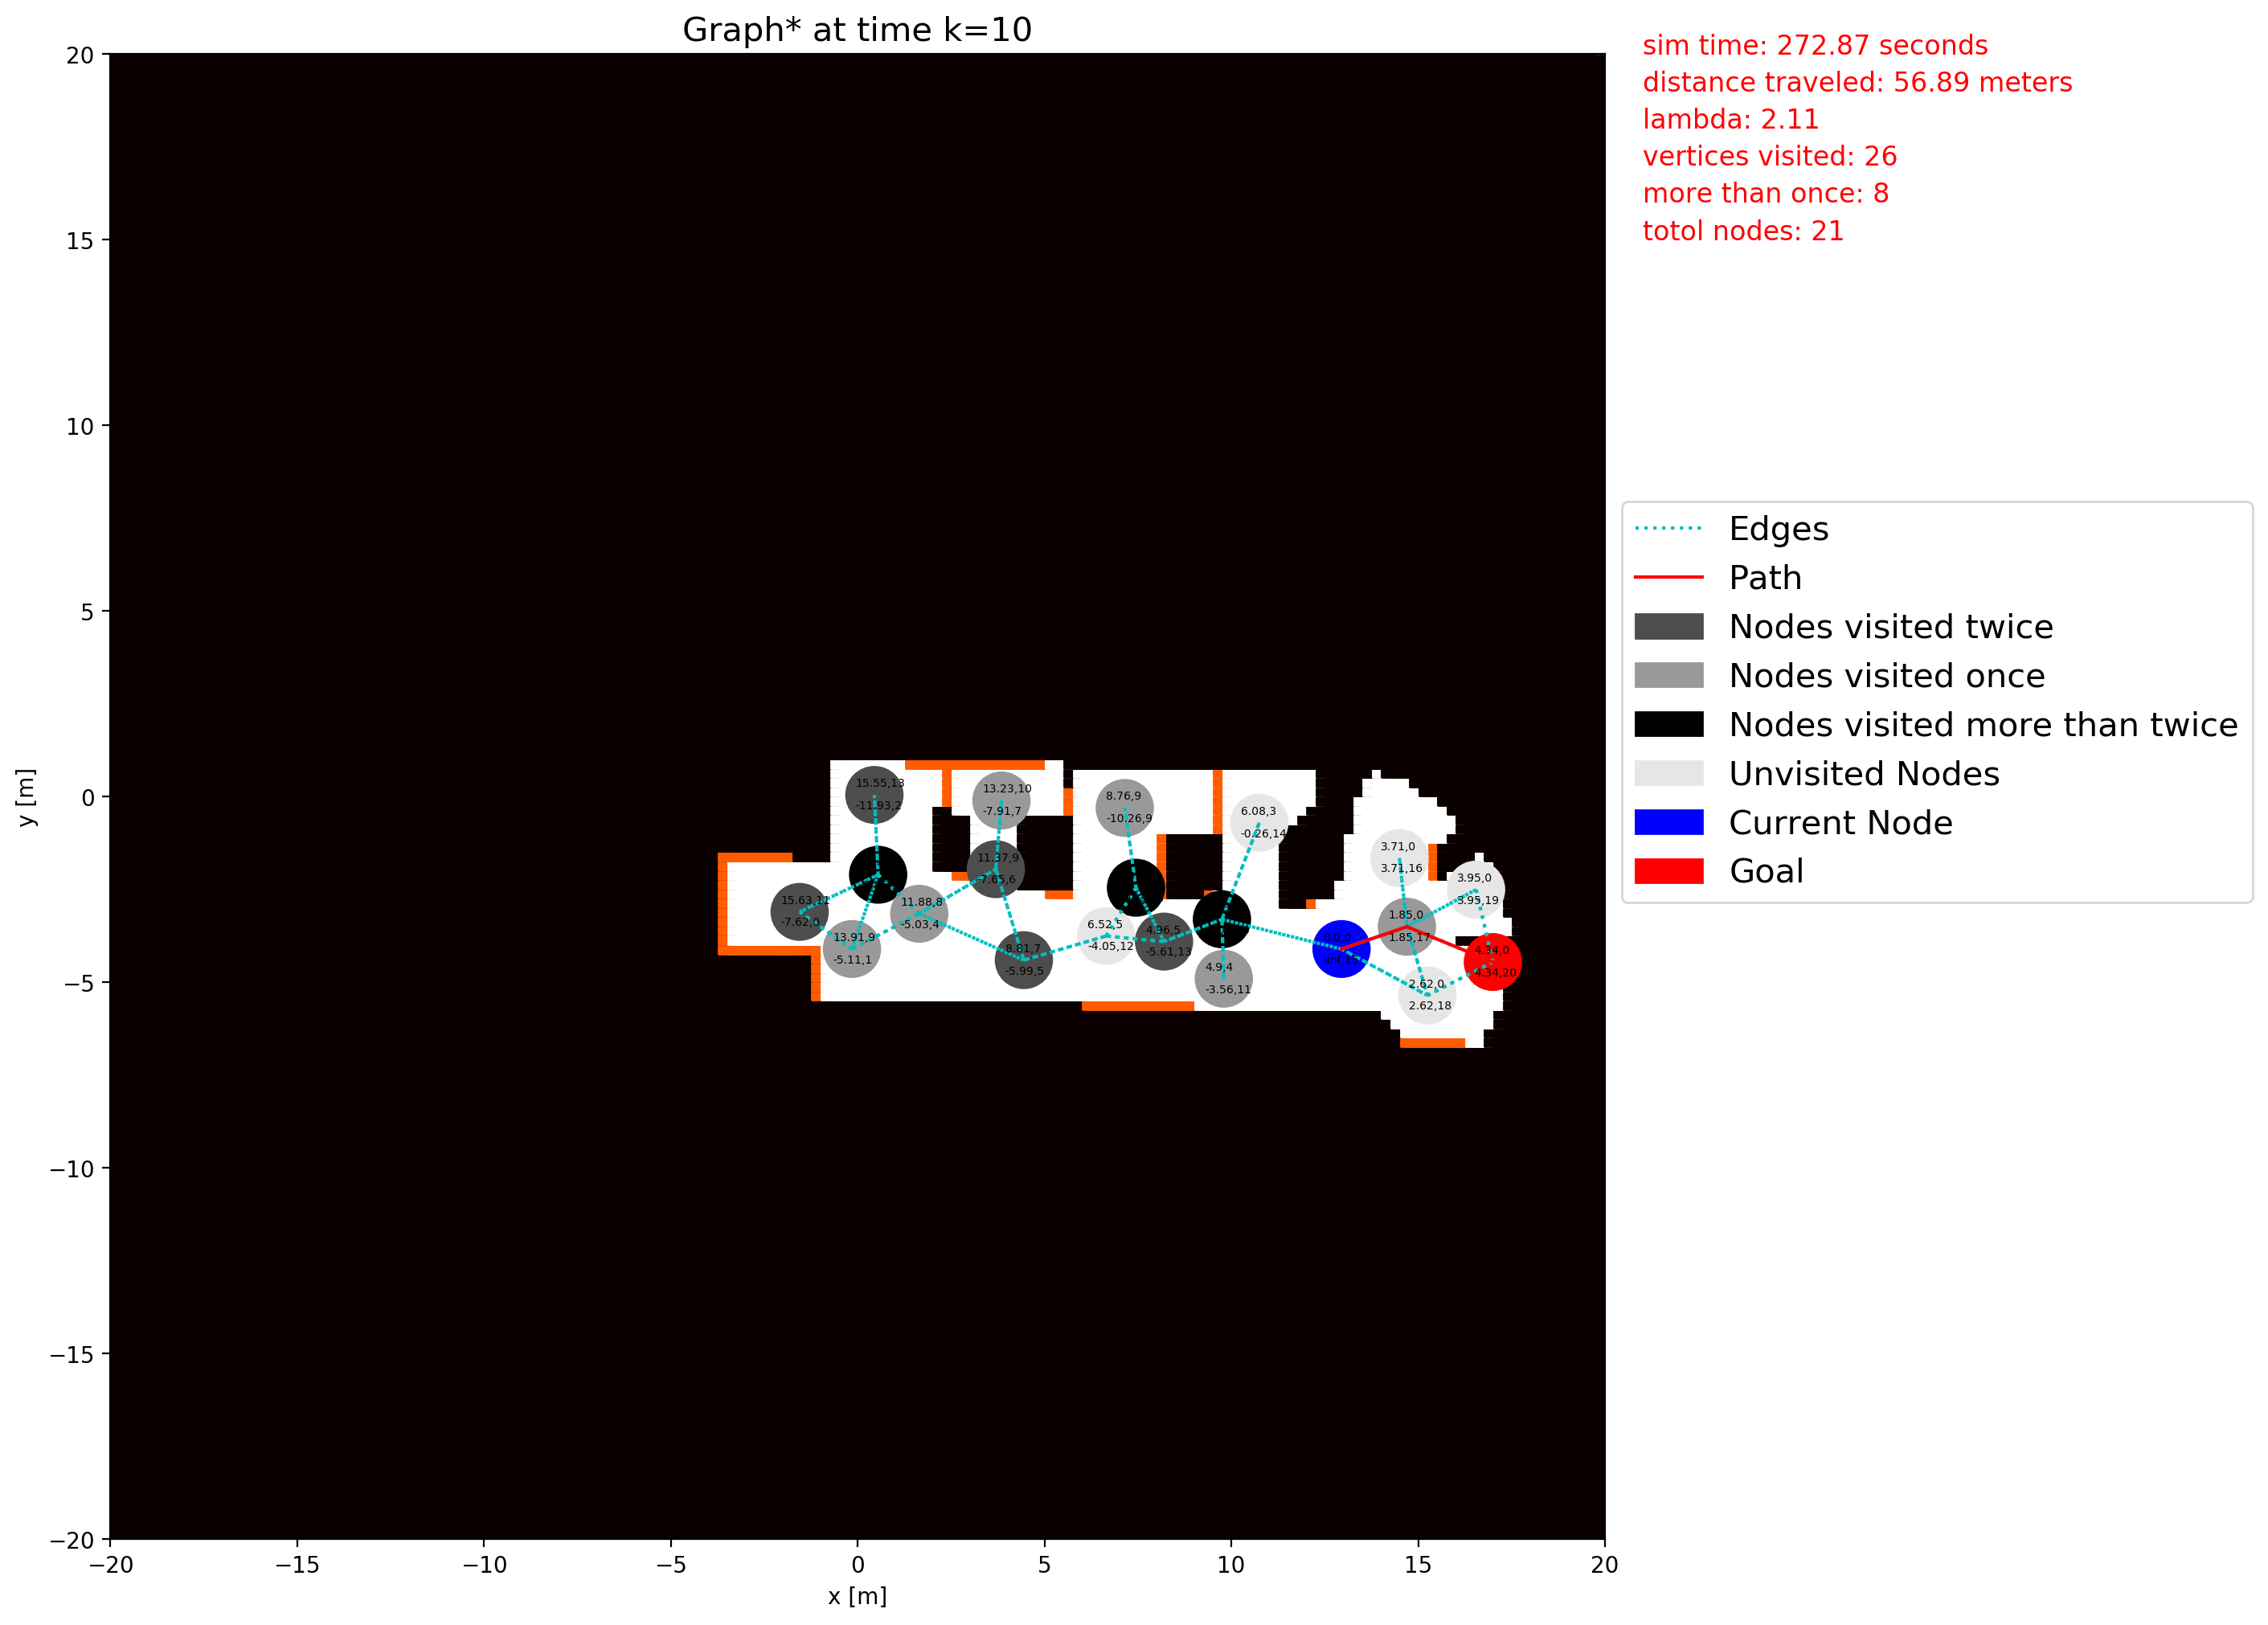 Graph* at time k=10
sim time: 272.87 seconds
distance traveled: 56.89 meters
lambda: 2.11
vertices visited: 26
more than once: 8
totol nodes: 21
Edges
Path
Nodes visited twice
Nodes visited once
Nodes visited more than twice
Unvisited Nodes
Current Node
Goal
y [m]
20
15
10
5
0
−5
−10
−15
−20
15.55,13
-11.93,2
13.23,10
-7.91,7
8.76,9
-10.26,9
6.08,3
-0.26,14
3.71,0
3.71,16
11.37,9
-7.65,6
3.95,0
3.95,19
15.63,11
-7.62,0
11.88,8
-5.03,4
1.85,0
1.85,17
13.91,9
-5.11,1
6.52,5
-4.05,12
4.96,5
-5.61,13
0.0,0
-inf,15
8.81,7
-5.99,5
4.34,0
4.34,20
4.9,4
-3.56,11
2.62,0
2.62,18
−20
−15
−10
−5
0
5
10
15
20
x [m]